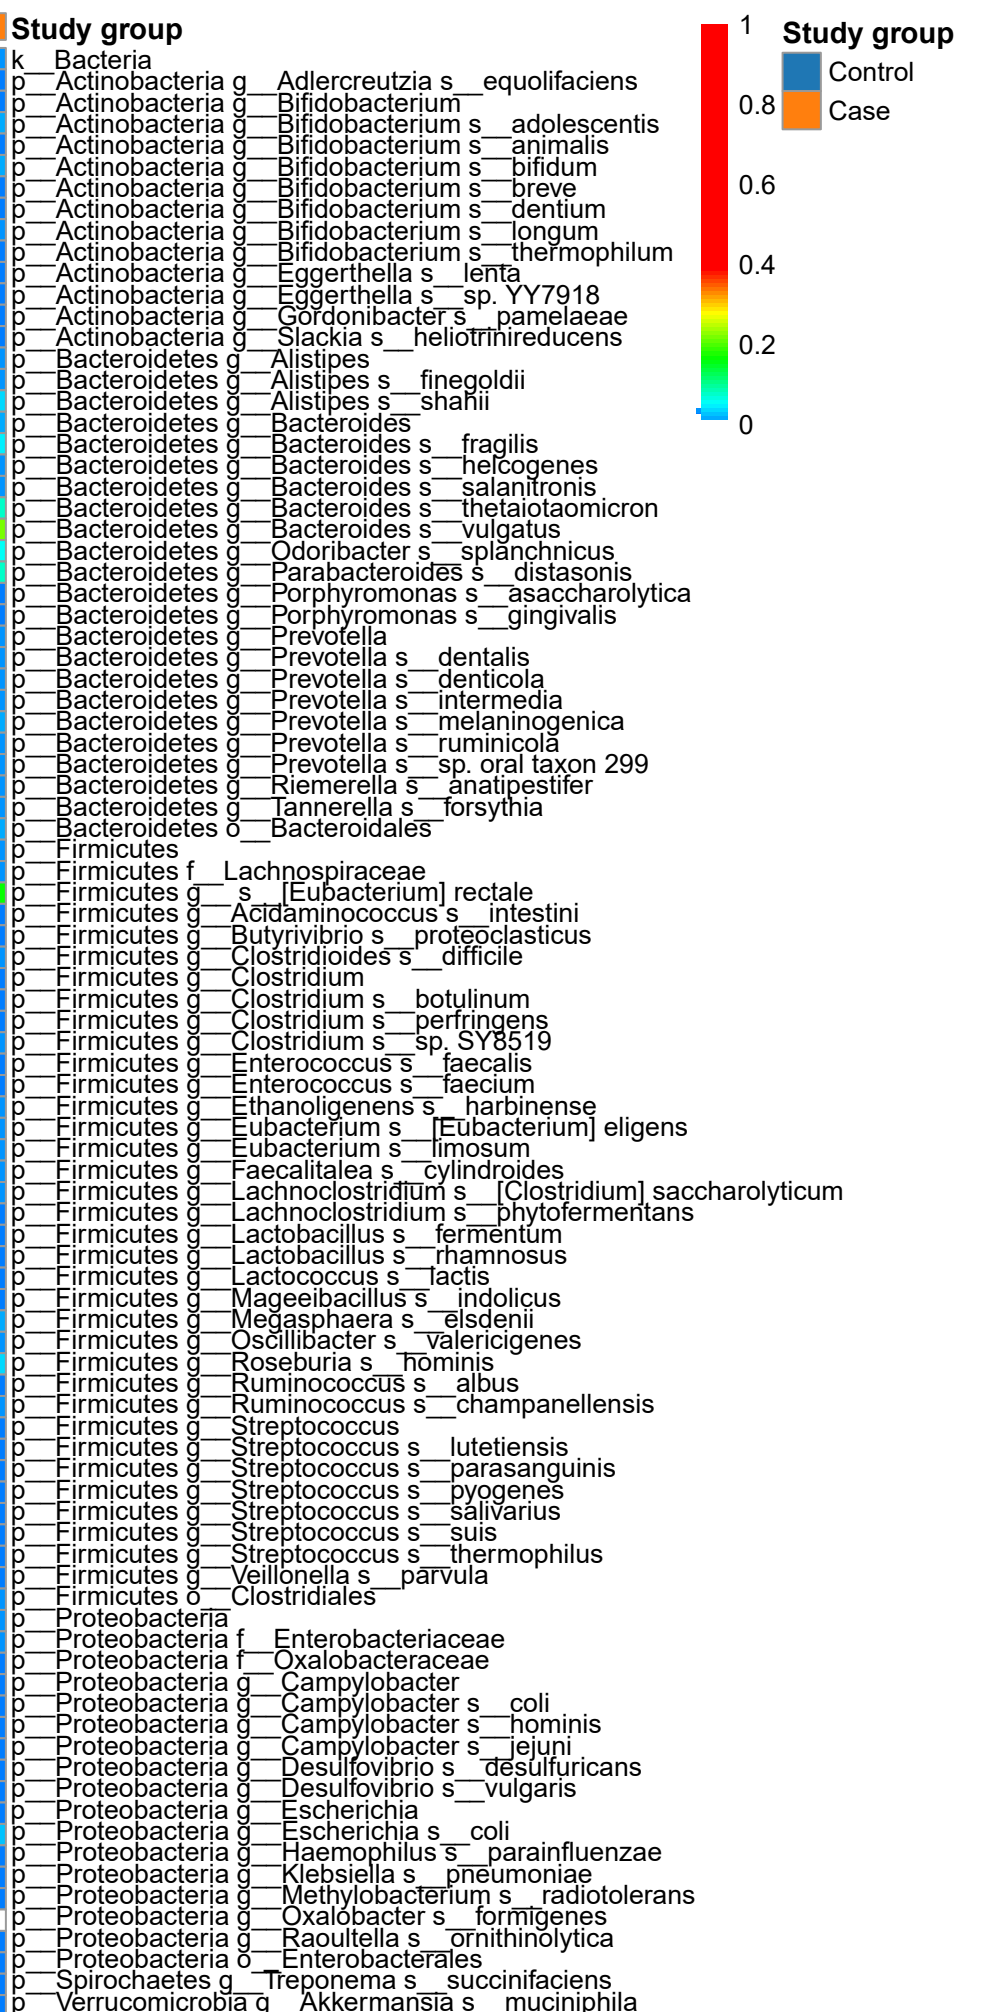 Study group
k__Bacteria
p__Actinobacteria g__Adlercreutzia s__equolifaciens
p__Actinobacteria g__Bifidobacterium
p__Actinobacteria g__Bifidobacterium s__adolescentis
p__Actinobacteria g__Bifidobacterium s__animalis
p__Actinobacteria g__Bifidobacterium s__bifidum
p__Actinobacteria g__Bifidobacterium s__breve
p__Actinobacteria g__Bifidobacterium s__dentium
p__Actinobacteria g__Bifidobacterium s__longum
p__Actinobacteria g__Bifidobacterium s__thermophilum
p__Actinobacteria g__Eggerthella s__lenta
p__Actinobacteria g__Eggerthella s__sp. YY7918
p__Actinobacteria g__Gordonibacter s__pamelaeae
p__Actinobacteria g__Slackia s__heliotrinireducens
p__Bacteroidetes g__Alistipes
p__Bacteroidetes g__Alistipes s__finegoldii
p__Bacteroidetes g__Alistipes s__shahii
p__Bacteroidetes g__Bacteroides
p__Bacteroidetes g__Bacteroides s__fragilis
p__Bacteroidetes g__Bacteroides s__helcogenes
p__Bacteroidetes g__Bacteroides s__salanitronis
p__Bacteroidetes g__Bacteroides s__thetaiotaomicron
p__Bacteroidetes g__Bacteroides s__vulgatus
p__Bacteroidetes g__Odoribacter s__splanchnicus
p__Bacteroidetes g__Parabacteroides s__distasonis
p__Bacteroidetes g__Porphyromonas s__asaccharolytica
p__Bacteroidetes g__Porphyromonas s__gingivalis
p__Bacteroidetes g__Prevotella
p__Bacteroidetes g__Prevotella s__dentalis
p__Bacteroidetes g__Prevotella s__denticola
p__Bacteroidetes g__Prevotella s__intermedia
p__Bacteroidetes g__Prevotella s__melaninogenica
p__Bacteroidetes g__Prevotella s__ruminicola
p__Bacteroidetes g__Prevotella s__sp. oral taxon 299
p__Bacteroidetes g__Riemerella s__anatipestifer
p__Bacteroidetes g__Tannerella s__forsythia
p__Bacteroidetes o__Bacteroidales
p__Firmicutes
p__Firmicutes f__Lachnospiraceae
p__Firmicutes g__ s__[Eubacterium] rectale
p__Firmicutes g__Acidaminococcus s__intestini
p__Firmicutes g__Butyrivibrio s__proteoclasticus
p__Firmicutes g__Clostridioides s__difficile
p__Firmicutes g__Clostridium
p__Firmicutes g__Clostridium s__botulinum
p__Firmicutes g__Clostridium s__perfringens
p__Firmicutes g__Clostridium s__sp. SY8519
p__Firmicutes g__Enterococcus s__faecalis
p__Firmicutes g__Enterococcus s__faecium
p__Firmicutes g__Ethanoligenens s__harbinense
p__Firmicutes g__Eubacterium s__[Eubacterium] eligens
p__Firmicutes g__Eubacterium s__limosum
p__Firmicutes g__Faecalitalea s__cylindroides
p__Firmicutes g__Lachnoclostridium s__[Clostridium] saccharolyticum
p__Firmicutes g__Lachnoclostridium s__phytofermentans
p__Firmicutes g__Lactobacillus s__fermentum
p__Firmicutes g__Lactobacillus s__rhamnosus
p__Firmicutes g__Lactococcus s__lactis
p__Firmicutes g__Mageeibacillus s__indolicus
p__Firmicutes g__Megasphaera s__elsdenii
p__Firmicutes g__Oscillibacter s__valericigenes
p__Firmicutes g__Roseburia s__hominis
p__Firmicutes g__Ruminococcus s__albus
p__Firmicutes g__Ruminococcus s__champanellensis
p__Firmicutes g__Streptococcus
p__Firmicutes g__Streptococcus s__lutetiensis
p__Firmicutes g__Streptococcus s__parasanguinis
p__Firmicutes g__Streptococcus s__pyogenes
p__Firmicutes g__Streptococcus s__salivarius
p__Firmicutes g__Streptococcus s__suis
p__Firmicutes g__Streptococcus s__thermophilus
p__Firmicutes g__Veillonella s__parvula
p__Firmicutes o__Clostridiales
p__Proteobacteria
p__Proteobacteria f__Enterobacteriaceae
p__Proteobacteria f__Oxalobacteraceae
p__Proteobacteria g__Campylobacter
p__Proteobacteria g__Campylobacter s__coli
p__Proteobacteria g__Campylobacter s__hominis
p__Proteobacteria g__Campylobacter s__jejuni
p__Proteobacteria g__Desulfovibrio s__desulfuricans
p__Proteobacteria g__Desulfovibrio s__vulgaris
p__Proteobacteria g__Escherichia
p__Proteobacteria g__Escherichia s__coli
p__Proteobacteria g__Haemophilus s__parainfluenzae
p__Proteobacteria g__Klebsiella s__pneumoniae
p__Proteobacteria g__Methylobacterium s__radiotolerans
p__Proteobacteria g__Oxalobacter s__formigenes
p__Proteobacteria g__Raoultella s__ornithinolytica
p__Proteobacteria o__Enterobacterales
p__Spirochaetes g__Treponema s__succinifaciens
p__Verrucomicrobia g__Akkermansia s__muciniphila
1
0.8
0.6
0.4
0.2
0
Study group
Control
Case